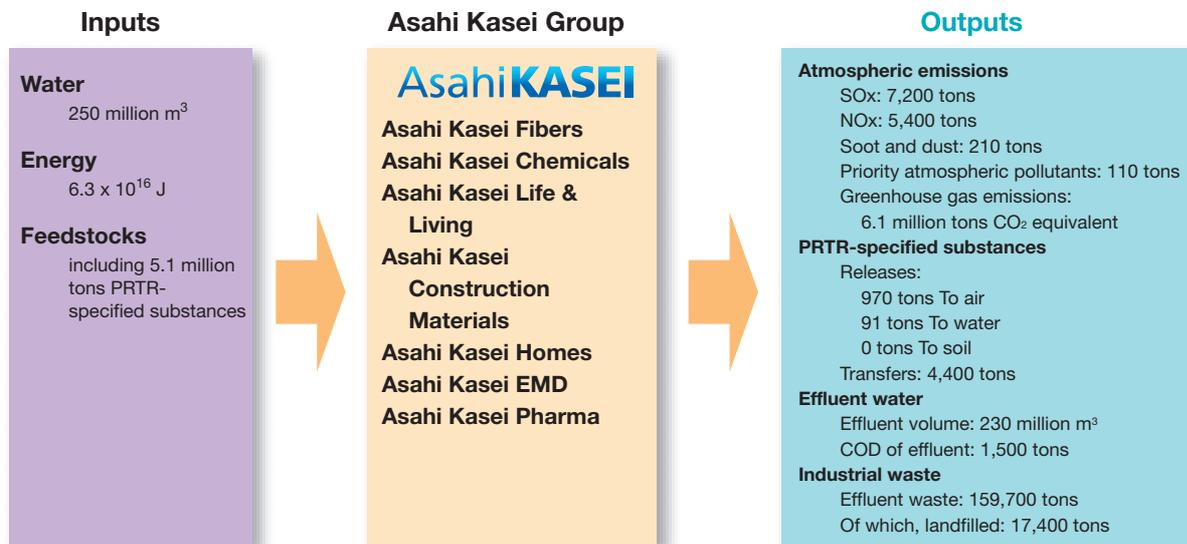 Inputs
Water
250 million m³
Energy
6.3 x 10¹⁶ J
Feedstocks
including 5.1 million
tons PRTR-
specified substances
Asahi Kasei Group
AsahiKASEI
Asahi Kasei Fibers
Asahi Kasei Chemicals
Asahi Kasei Life &
Living
Asahi Kasei
Construction
Materials
Asahi Kasei Homes
Asahi Kasei EMD
Asahi Kasei Pharma
Outputs
Atmospheric emissions
SOx: 7,200 tons
NOx: 5,400 tons
Soot and dust: 210 tons
Priority atmospheric pollutants: 110 tons
Greenhouse gas emissions:
6.1 million tons CO₂ equivalent
PRTR-specified substances
Releases:
970 tons To air
91 tons To water
0 tons To soil
Transfers: 4,400 tons
Effluent water
Effluent volume: 230 million m³
COD of effluent: 1,500 tons
Industrial waste
Effluent waste: 159,700 tons
Of which, landfilled: 17,400 tons